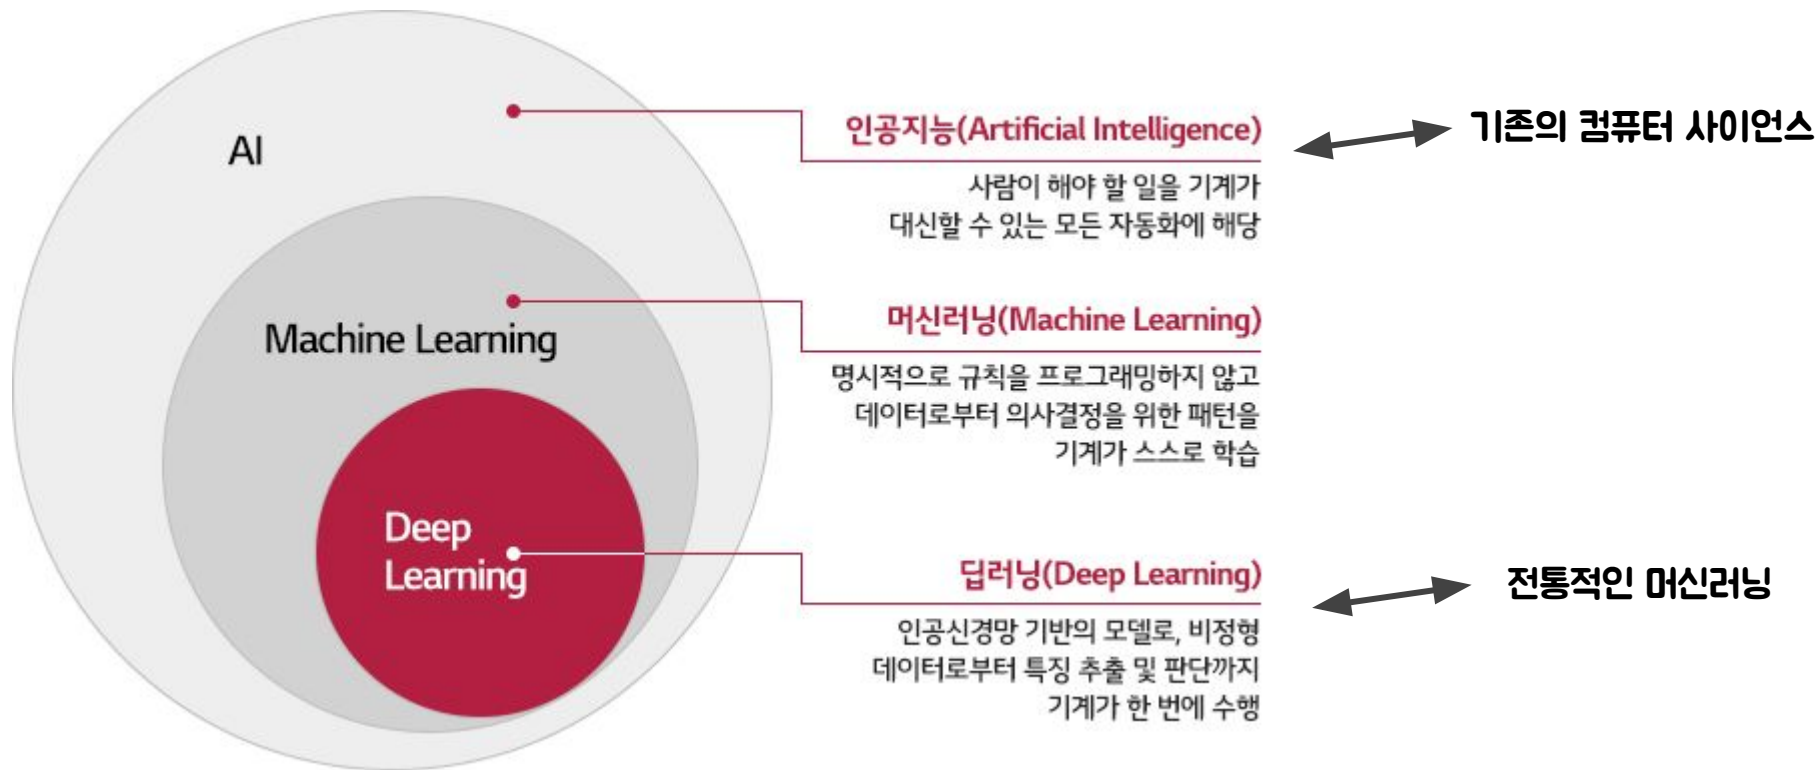 AI
Machine Learning
Deep
Learning
인공지능(Artificial Intelligence)
사람이 해야 할 일을 기계가
대신할 수 있는 모든 자동화에 해당
기존의 컴퓨터 사이언스
머신러닝(Machine Learning)
명시적으로 규칙을 프로그래밍하지 않고
데이터로부터 의사결정을 위한 패턴을
기계가 스스로 학습
딥러닝(Deep Learning)
인공신경망 기반의 모델로, 비정형
데이터로부터 특징 추출 및 판단까지
기계가 한 번에 수행
전통적인 머신러닝